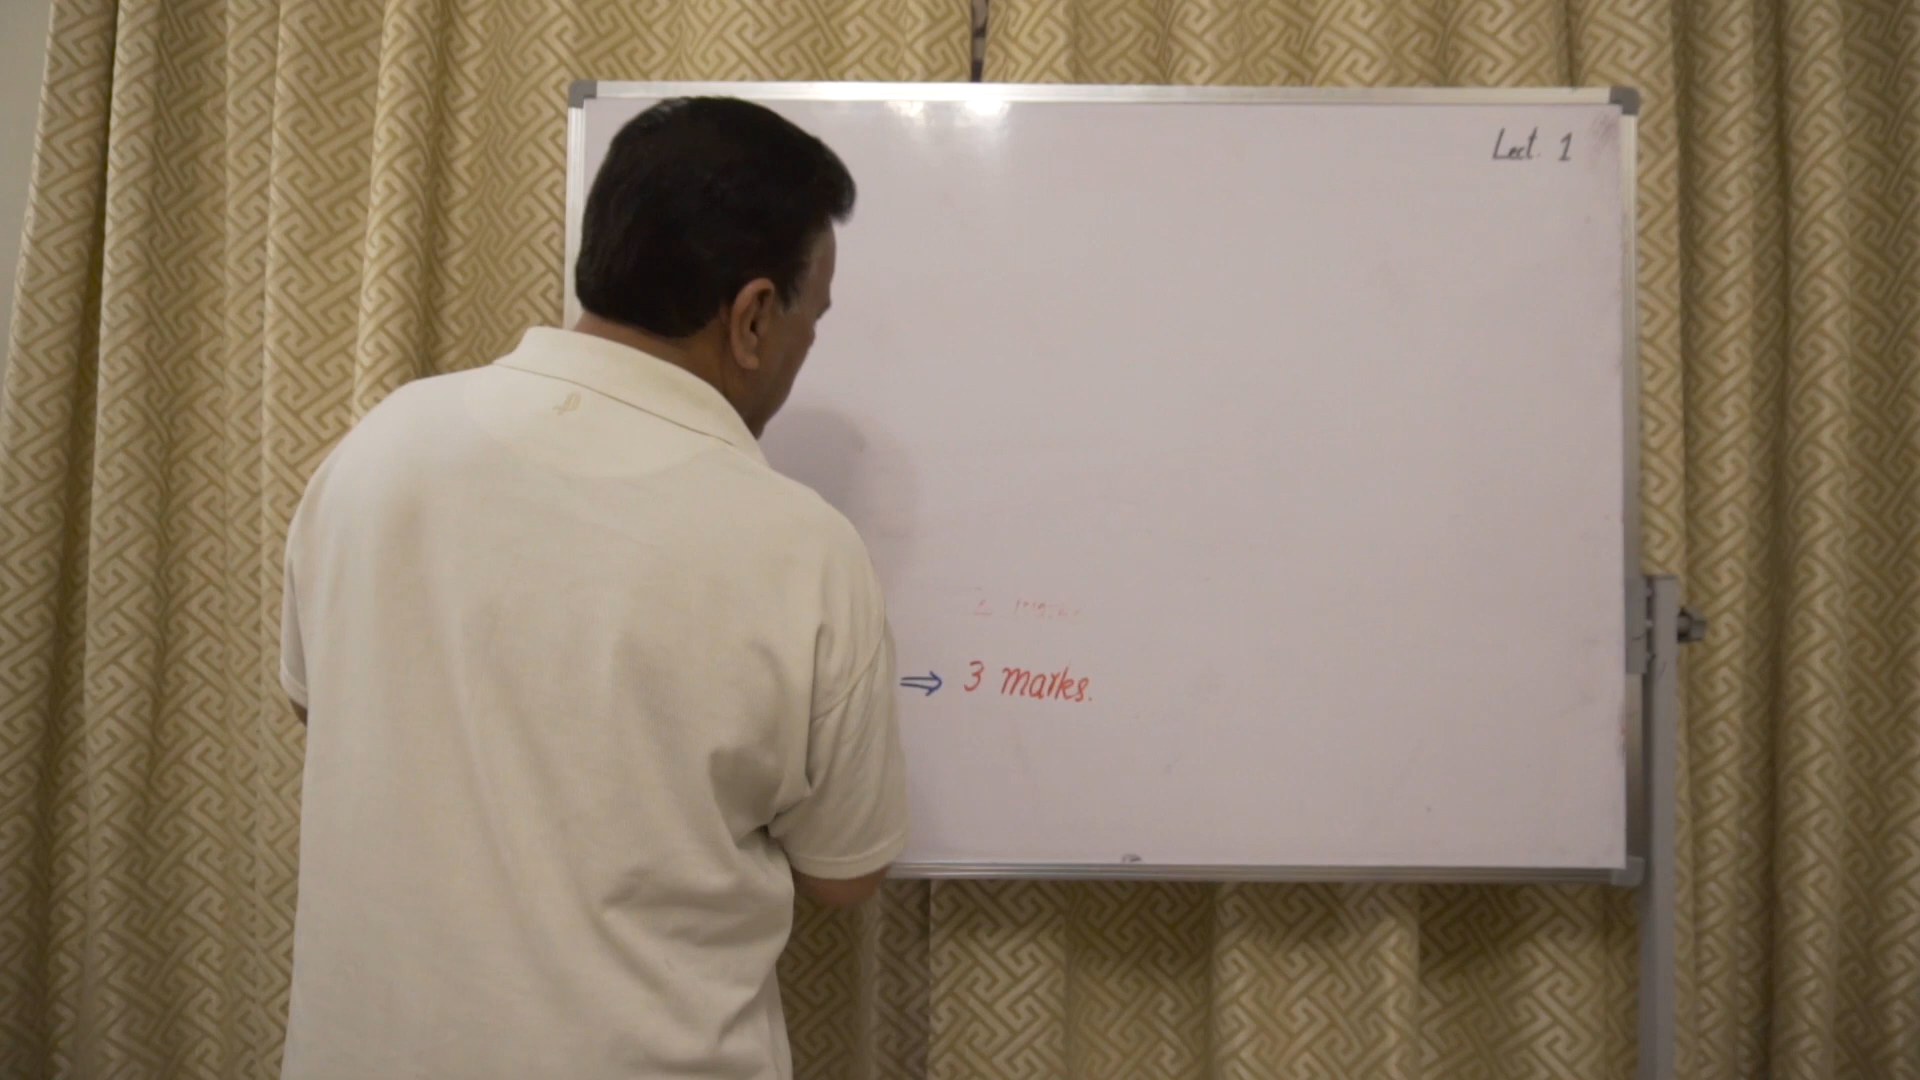 Lect. 1
⇒ 3 marks.